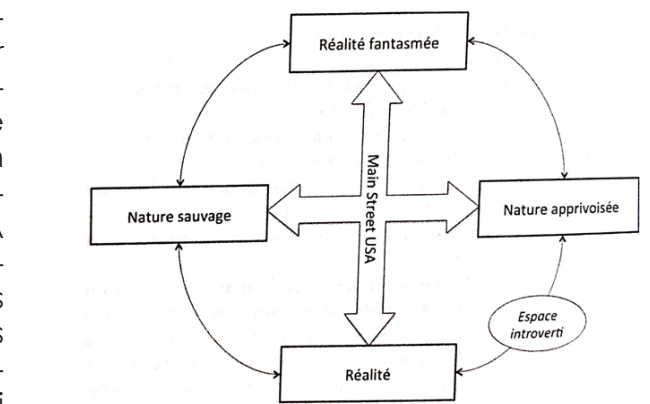 Réalité fantasmée
Main Street USA
Nature sauvage
Nature apprivoisée
Espace
introverti
Réalité